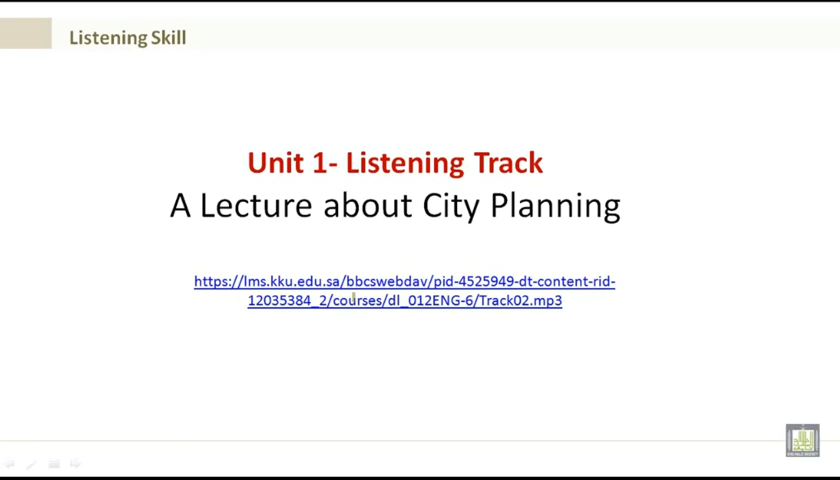 Listening Skill
Unit 1- Listening Track
A Lecture about City Planning
https://lms.kku.edu.sa/bbcswebdav/pid-4525949-dt-content-rid-
12035384_2/courses/dl_012ENG-6/Track02.mp3